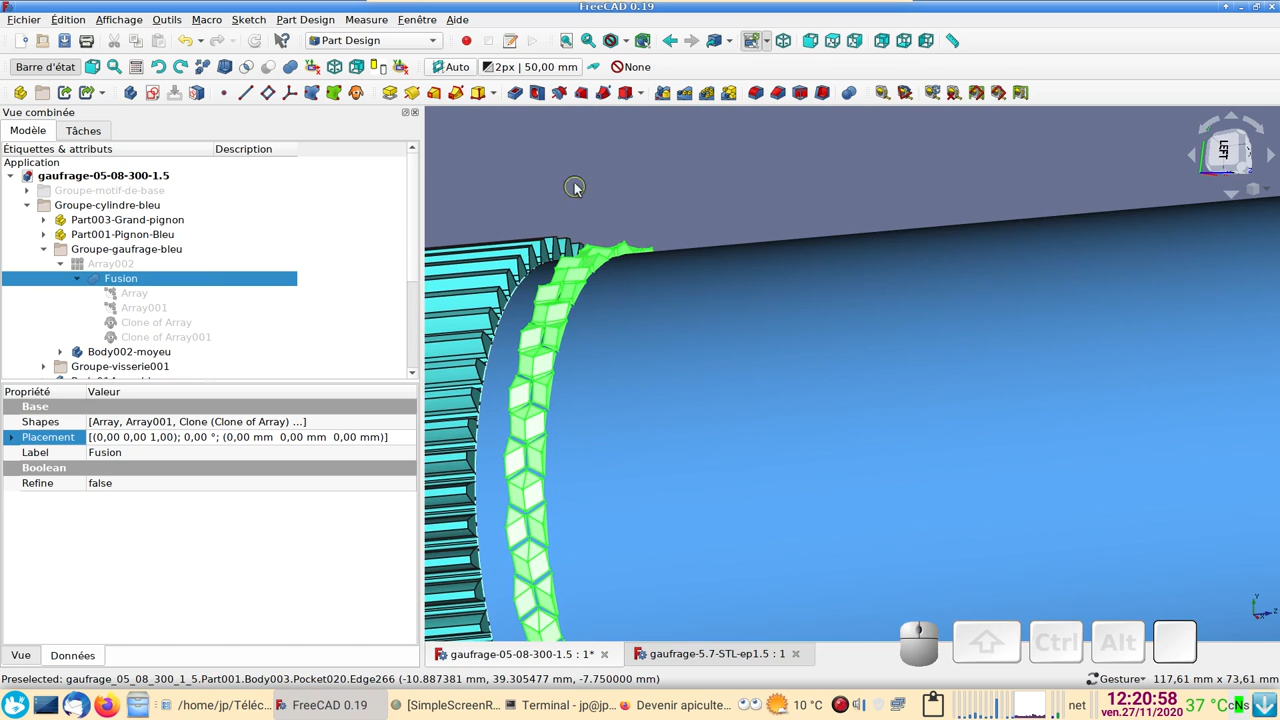 FreeCAD 0.19
Fichier Édition Affichage Outils Macro Sketch Part Design Measure Fenêtre Aide
Part Design
Barre d'état Auto 2px | 50,00 mm None
Vue combinée
Modèle Tâches
Étiquettes & attributs Description
Application
gaufrage-05-08-300-1.5
Groupe-motif-de-base
Groupe-cylindre-bleu
Part003-Grand-pignon
Part001-Pignon-Bleu
Groupe-gaufrage-bleu
Array002
Fusion
Array
Array001
Clone of Array
Clone of Array001
Body002-moyeu
Groupe-visserie001
Propriété Valeur
Base
Shapes [Array, Array001, Clone (Clone of Array) ...]
Placement [(0,00 0,00 1,00); 0,00 °; (0,00 mm 0,00 mm 0,00 mm)]
Label Fusion
Boolean
Refine false
Vue Données
LEFT
Y
Z
Ctrl Alt
gaufrage-05-08-300-1.5 : 1* gaufrage-5.7-STL-ep1.5 : 1
Preselected: gaufrage_05_08_300_1_5.Part001.Body003.Pocket020.Edge266 (-10.887381 mm, 39.305477 mm, -7.750000 mm) Gesture 117,61 mm x 73,61 mm
/home/jp/Téléc... FreeCAD 0.19 [SimpleScreenR... Terminal - jp@jp... Devenir apiculte... 10 °C net 12:20:58 ven.27/11/2020 37 °C